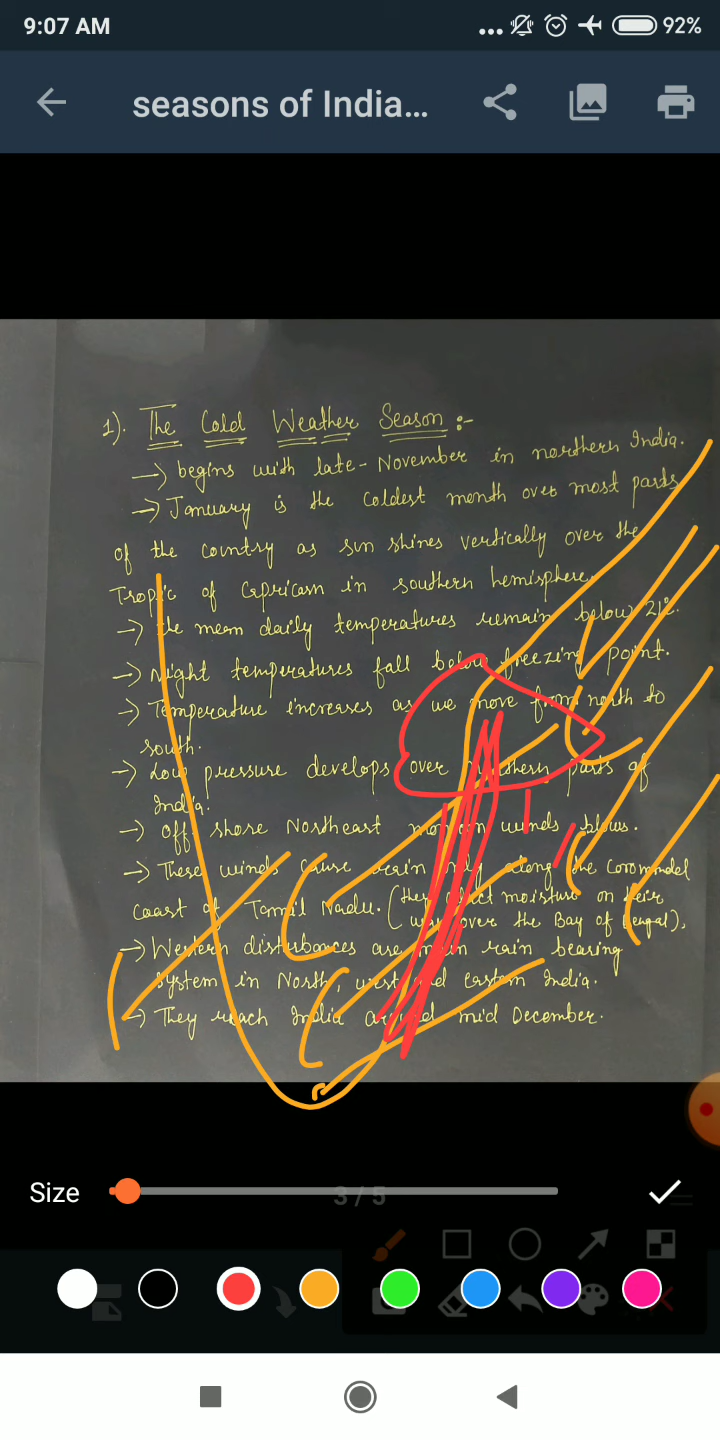 9:07 AM
92%
seasons of India...
1). The Cold Weather Season :-
→ begins with late-November in northern India.
→ January is the coldest month over most parts
of the country as sun shines vertically over the
Tropic of Capricorn in southern hemisphere.
→ the mean daily temperatures remain below 21°.
→ Night temperatures fall below freezing point.
→ Temperature increases as we move from north to
south.
→ Low pressure develops over parts of
India.
→ Off shore Northeast winds blows.
→ These winds cause rain along the Coromandel
Coast of Tamil Nadu. (they moisture on their
way over the Bay of Bengal).
→ Western disturbances are main rain bearing
system in North, west and eastern India.
→ They reach India around mid December.
Size
3 / 5